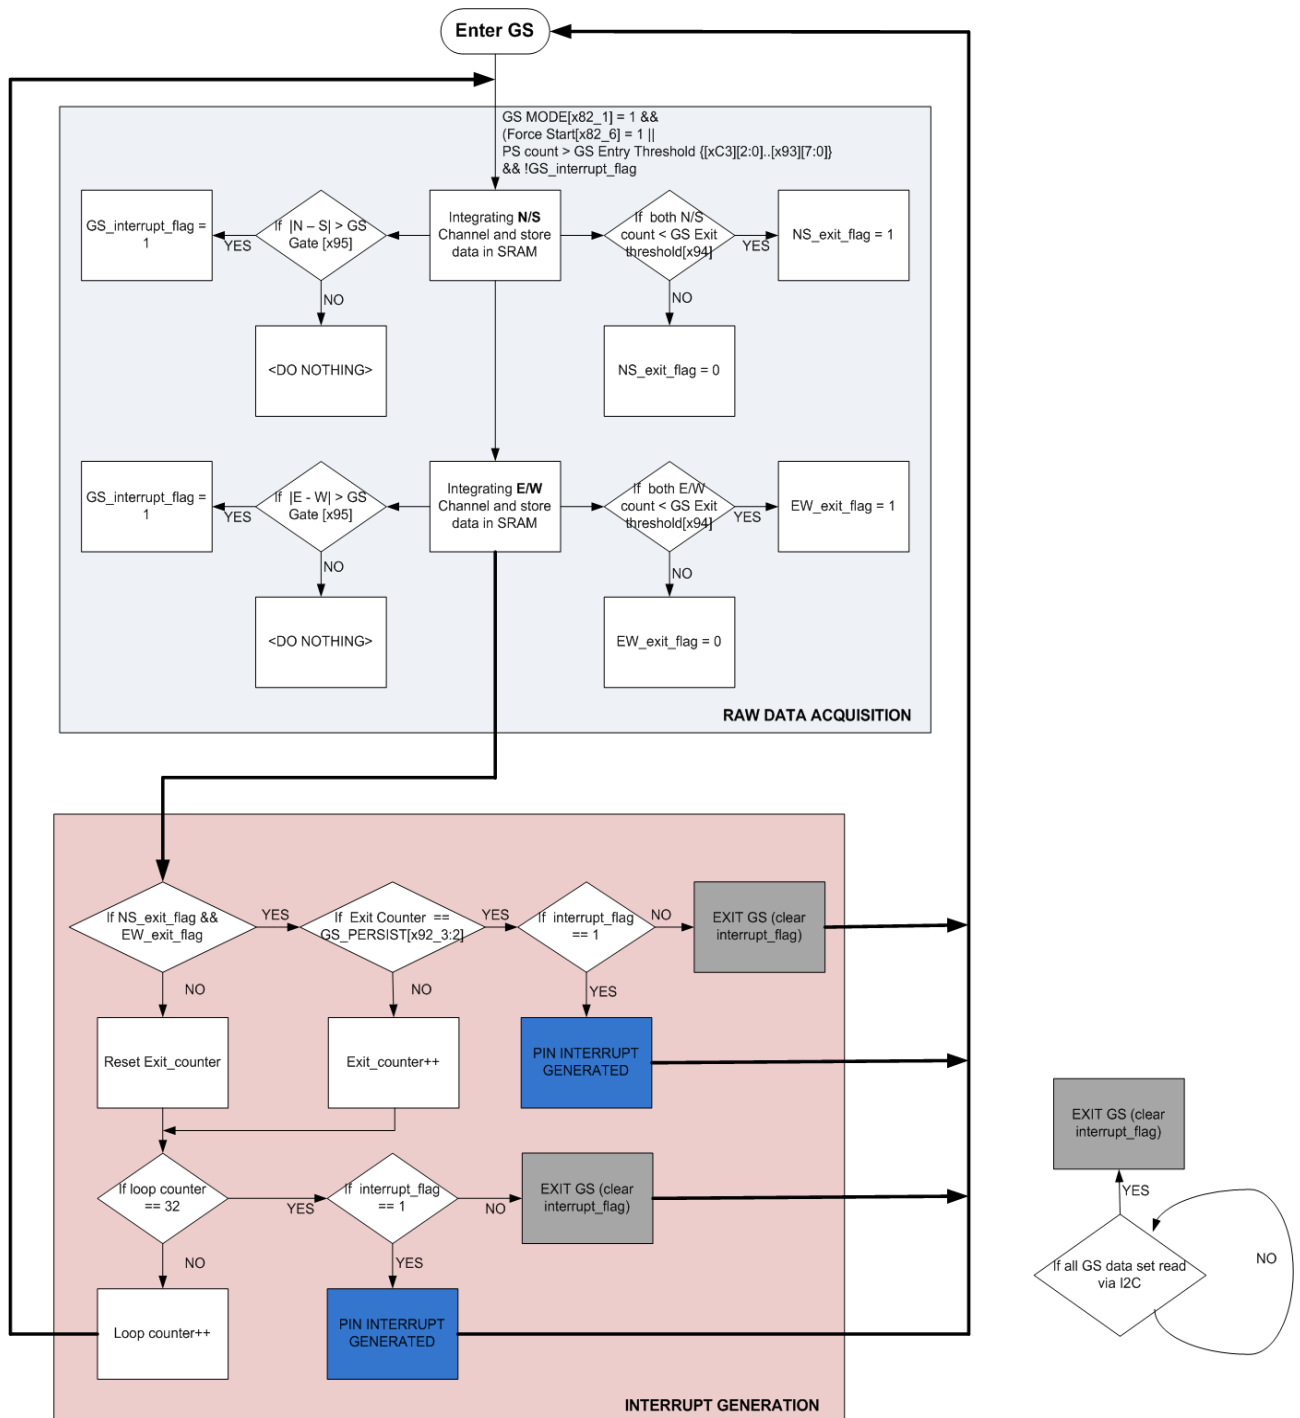 Enter GS
GS MODE[x82_1] = 1 &&
(Force Start[x82_6] = 1 ||
PS count > GS Entry Threshold {[xC3][2:0]..[x93][7:0]}
&& !GS_interrupt_flag
GS_interrupt_flag =
1
YES
If |N – S| > GS
Gate [x95]
Integrating N/S
Channel and store
data in SRAM
If both N/S
count < GS Exit
threshold[x94]
YES
NS_exit_flag = 1
NO
NO
<DO NOTHING>
NS_exit_flag = 0
GS_interrupt_flag =
1
YES
If |E - W| > GS
Gate [x95]
Integrating E/W
Channel and store
data in SRAM
If both E/W
count < GS Exit
threshold[x94]
YES
EW_exit_flag = 1
NO
NO
<DO NOTHING>
EW_exit_flag = 0
RAW DATA ACQUISITION
If NS_exit_flag &&
EW_exit_flag
YES
If Exit Counter ==
GS_PERSIST[x92_3:2]
YES
If interrupt_flag
== 1
NO
EXIT GS (clear
interrupt_flag)
NO
NO
YES
Reset Exit_counter
Exit_counter++
PIN INTERRUPT
GENERATED
If loop counter
== 32
YES
If interrupt_flag
== 1
NO
EXIT GS (clear
interrupt_flag)
NO
YES
Loop counter++
PIN INTERRUPT
GENERATED
INTERRUPT GENERATION
EXIT GS (clear
interrupt_flag)
YES
If all GS data set read
via I2C
NO